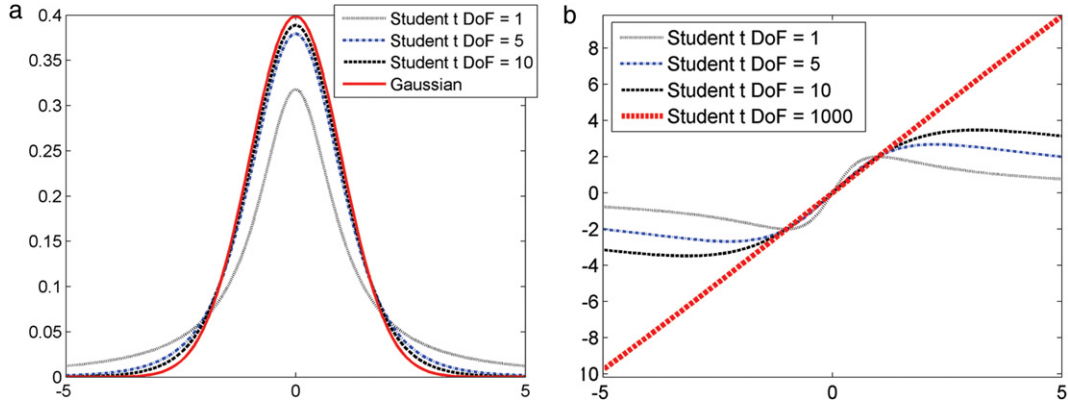 a
0.4
0.35
0.3
0.25
0.2
0.15
0.1
0.05
0
-5
0
5
Student t DoF = 1
Student t DoF = 5
Student t DoF = 10
Gaussian
b
8
6
4
2
0
-2
-4
-6
-8
10
-5
0
5
Student t DoF = 1
Student t DoF = 5
Student t DoF = 10
Student t DoF = 1000